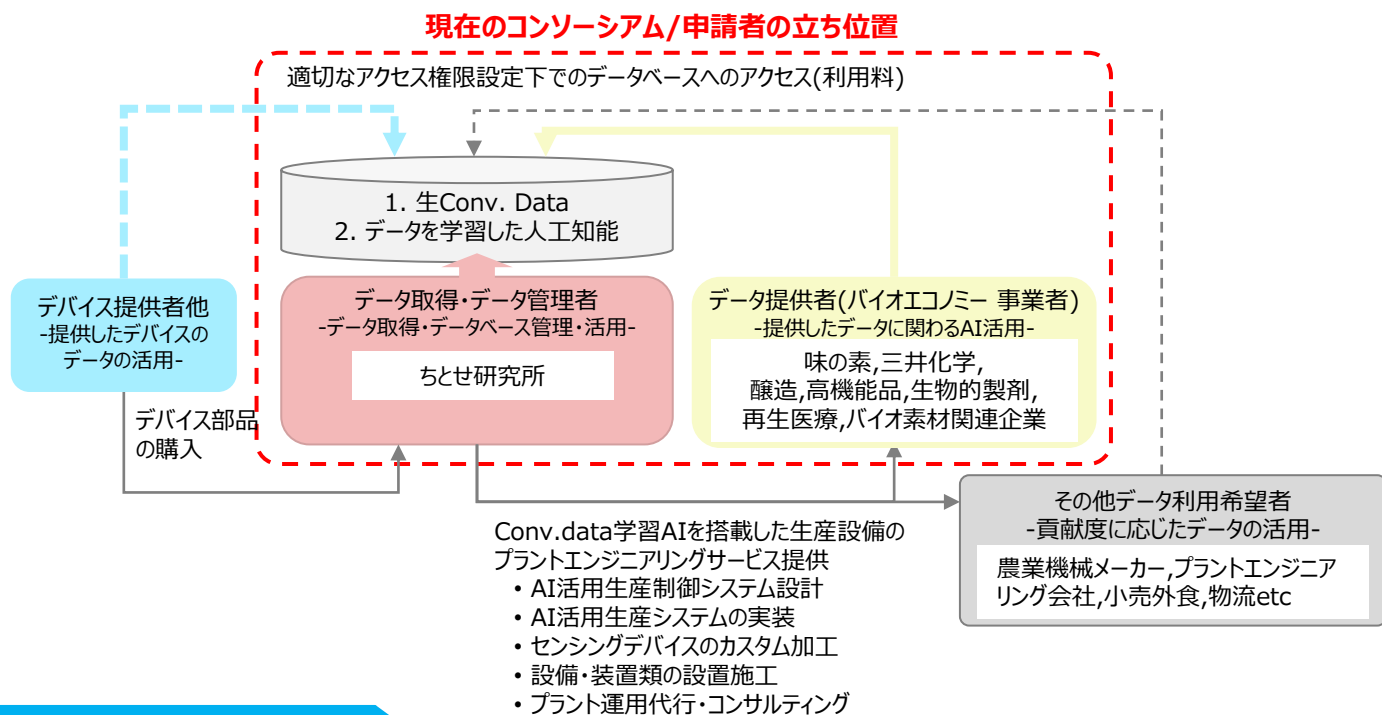 現在のコンソーシアム/申請者の立ち位置
適切なアクセス権限設定下でのデータベースへのアクセス(利用料)
1. 生Conv. Data
2. データを学習した人工知能
デバイス提供者他
-提供したデバイスの
データの活用-
データ取得・データ管理者
-データ取得・データベース管理・活用-
ちとせ研究所
データ提供者(バイオエコノミー 事業者)
-提供したデータに関わるAI活用-
味の素,三井化学,
醸造,高機能品,生物的製剤,
再生医療,バイオ素材関連企業
デバイス部品
の購入
その他データ利用希望者
-貢献度に応じたデータの活用-
農業機械メーカー,プラントエンジニア
リング会社,小売外食,物流etc
Conv.data学習AIを搭載した生産設備の
プラントエンジニアリングサービス提供
• AI活用生産制御システム設計
• AI活用生産システムの実装
• センシングデバイスのカスタム加工
• 設備・装置類の設置施工
• プラント運用代行・コンサルティング